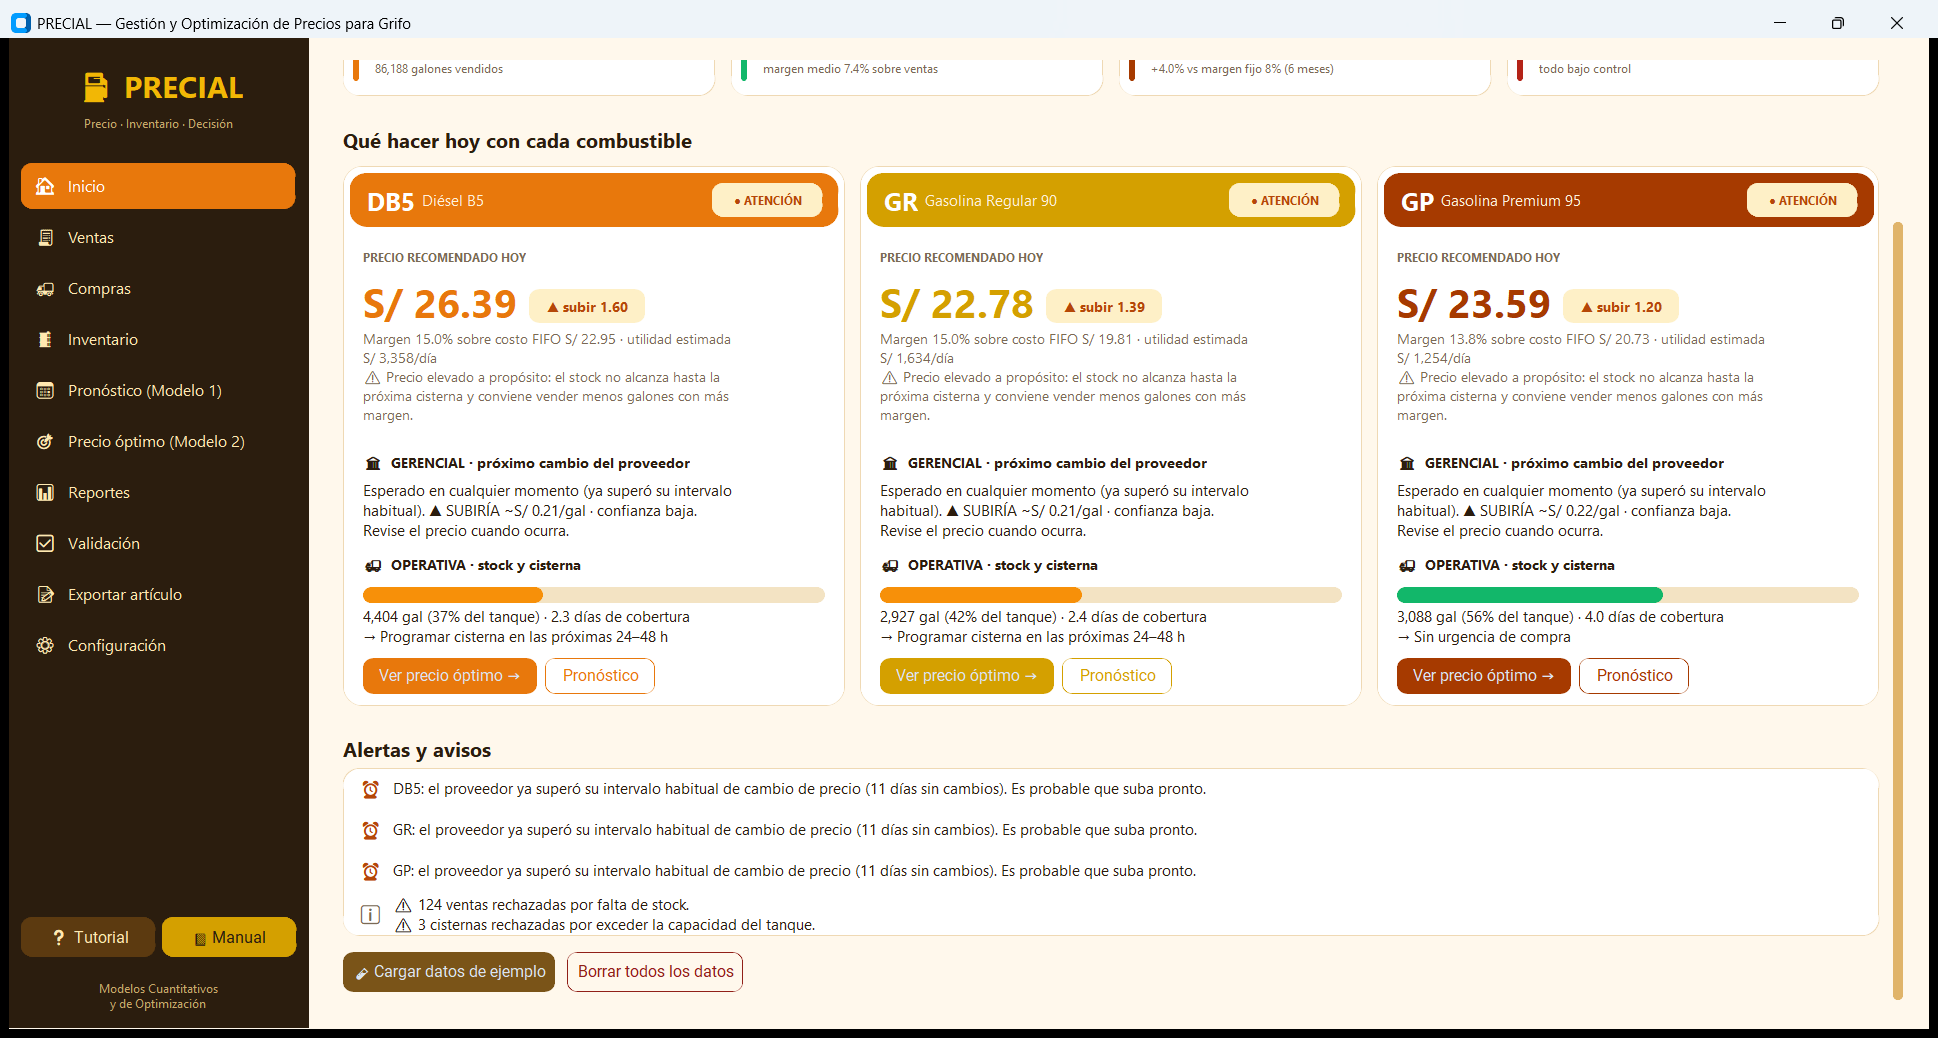 PRECIAL — Gestión y Optimización de Precios para Grifo
PRECIAL
Precio · Inventario · Decisión
Inicio
Ventas
Compras
Inventario
Pronóstico (Modelo 1)
Precio óptimo (Modelo 2)
Reportes
Validación
Exportar artículo
Configuración
? Tutorial
Manual
Modelos Cuantitativos
y de Optimización
86,188 galones vendidos
margen medio 7.4% sobre ventas
+4.0% vs margen fijo 8% (6 meses)
todo bajo control
Qué hacer hoy con cada combustible
DB5 Diésel B5
• ATENCIÓN
PRECIO RECOMENDADO HOY
S/ 26.39
▲ subir 1.60
Margen 15.0% sobre costo FIFO S/ 22.95 · utilidad estimada
S/ 3,358/día
⚠ Precio elevado a propósito: el stock no alcanza hasta la
próxima cisterna y conviene vender menos galones con más
margen.
GERENCIAL · próximo cambio del proveedor
Esperado en cualquier momento (ya superó su intervalo
habitual). ▲ SUBIRÍA ~S/ 0.21/gal · confianza baja.
Revise el precio cuando ocurra.
OPERATIVA · stock y cisterna
4,404 gal (37% del tanque) · 2.3 días de cobertura
→ Programar cisterna en las próximas 24–48 h
Ver precio óptimo →
Pronóstico
GR Gasolina Regular 90
• ATENCIÓN
PRECIO RECOMENDADO HOY
S/ 22.78
▲ subir 1.39
Margen 15.0% sobre costo FIFO S/ 19.81 · utilidad estimada
S/ 1,634/día
⚠ Precio elevado a propósito: el stock no alcanza hasta la
próxima cisterna y conviene vender menos galones con más
margen.
GERENCIAL · próximo cambio del proveedor
Esperado en cualquier momento (ya superó su intervalo
habitual). ▲ SUBIRÍA ~S/ 0.21/gal · confianza baja.
Revise el precio cuando ocurra.
OPERATIVA · stock y cisterna
2,927 gal (42% del tanque) · 2.4 días de cobertura
→ Programar cisterna en las próximas 24–48 h
Ver precio óptimo →
Pronóstico
GP Gasolina Premium 95
• ATENCIÓN
PRECIO RECOMENDADO HOY
S/ 23.59
▲ subir 1.20
Margen 13.8% sobre costo FIFO S/ 20.73 · utilidad estimada
S/ 1,254/día
⚠ Precio elevado a propósito: el stock no alcanza hasta la
próxima cisterna y conviene vender menos galones con más
margen.
GERENCIAL · próximo cambio del proveedor
Esperado en cualquier momento (ya superó su intervalo
habitual). ▲ SUBIRÍA ~S/ 0.22/gal · confianza baja.
Revise el precio cuando ocurra.
OPERATIVA · stock y cisterna
3,088 gal (56% del tanque) · 4.0 días de cobertura
→ Sin urgencia de compra
Ver precio óptimo →
Pronóstico
Alertas y avisos
DB5: el proveedor ya superó su intervalo habitual de cambio de precio (11 días sin cambios). Es probable que suba pronto.
GR: el proveedor ya superó su intervalo habitual de cambio de precio (11 días sin cambios). Es probable que suba pronto.
GP: el proveedor ya superó su intervalo habitual de cambio de precio (11 días sin cambios). Es probable que suba pronto.
⚠ 124 ventas rechazadas por falta de stock.
⚠ 3 cisternas rechazadas por exceder la capacidad del tanque.
Cargar datos de ejemplo
Borrar todos los datos